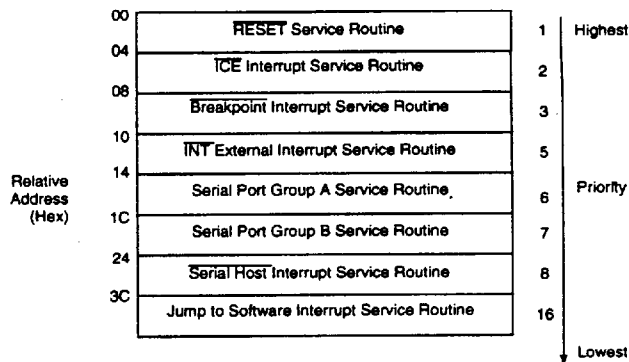 00
RESET Service Routine 1 Highest
04
ICE Interrupt Service Routine 2
08
Breakpoint Interrupt Service Routine 3
10
INT External Interrupt Service Routine 5
14
Relative Address (Hex)
Serial Port Group A Service Routine 6 Priority
1C
Serial Port Group B Service Routine 7
24
Serial Host Interrupt Service Routine 8
3C
Jump to Software Interrupt Service Routine 16
Lowest